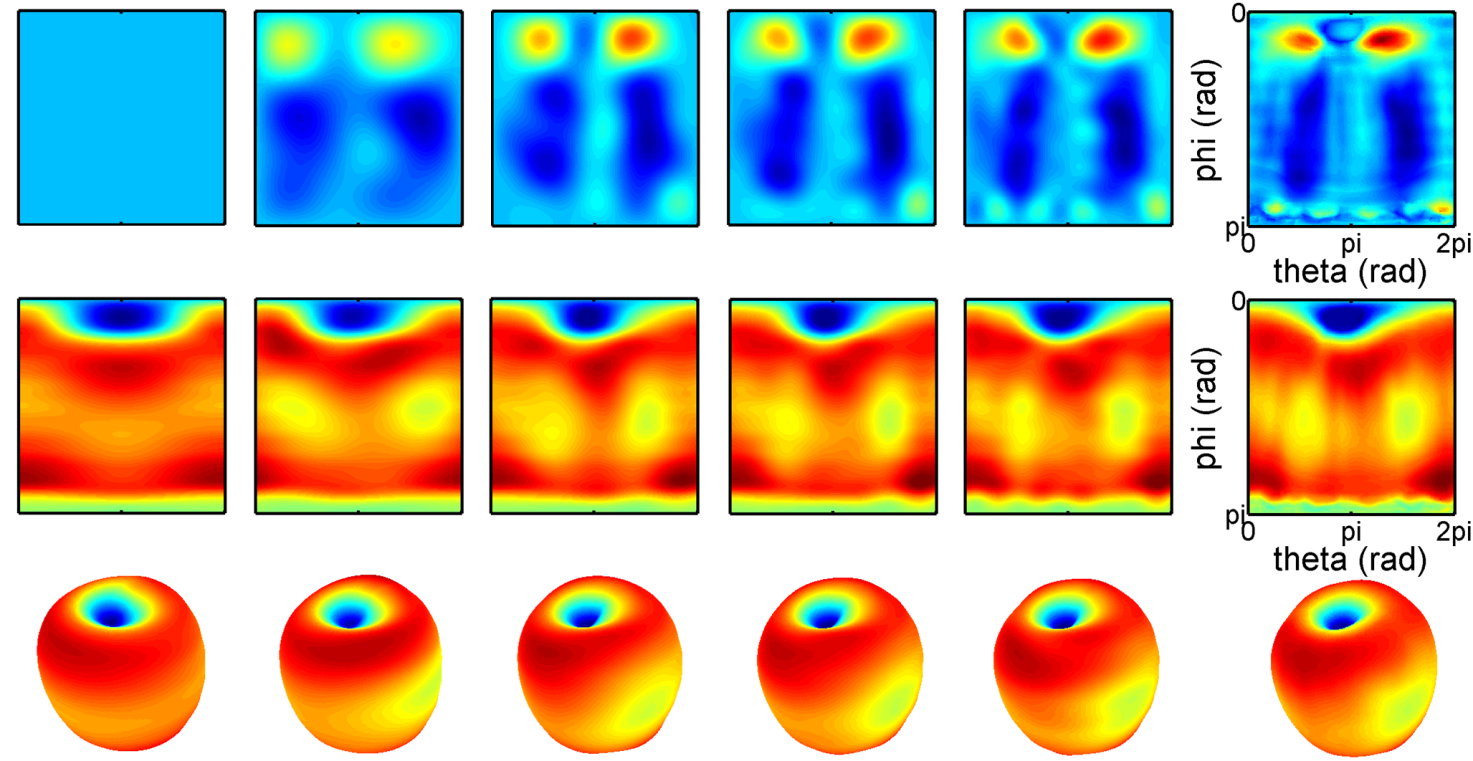 0
phi (rad)
pi
0 pi 2pi
theta (rad)
0
phi (rad)
pi
0 pi 2pi
theta (rad)